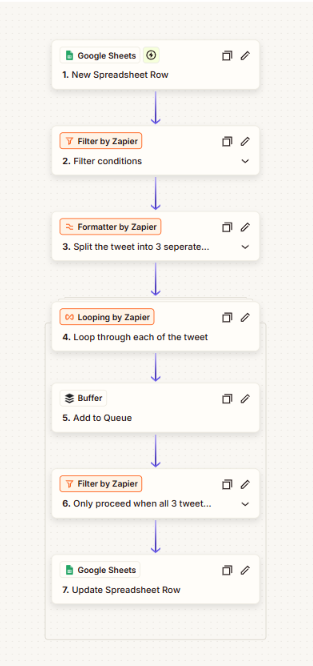 Google Sheets
1. New Spreadsheet Row
Filter by Zapier
2. Filter conditions
Formatter by Zapier
3. Split the tweet into 3 seperate...
Looping by Zapier
4. Loop through each of the tweet
Buffer
5. Add to Queue
Filter by Zapier
6. Only proceed when all 3 tweet...
Google Sheets
7. Update Spreadsheet Row